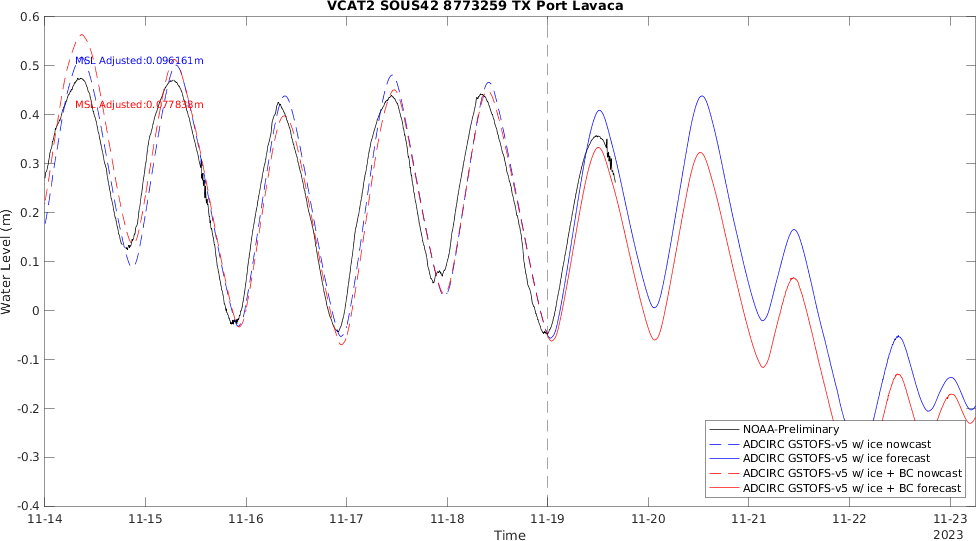 VCAT2 SOUS42 8773259 TX Port Lavaca
0.6
0.5
0.4
0.3
0.2
0.1
0
-0.1
-0.2
-0.3
-0.4
Water Level (m)
MSL Adjusted:0.096161m
MSL Adjusted:0.077838m
NOAA-Preliminary
ADCIRC GSTOFS-v5 w/ ice nowcast
ADCIRC GSTOFS-v5 w/ ice forecast
ADCIRC GSTOFS-v5 w/ ice + BC nowcast
ADCIRC GSTOFS-v5 w/ ice + BC forecast
11-14 11-15 11-16 11-17 11-18 11-19 11-20 11-21 11-22 11-23
Time
2023